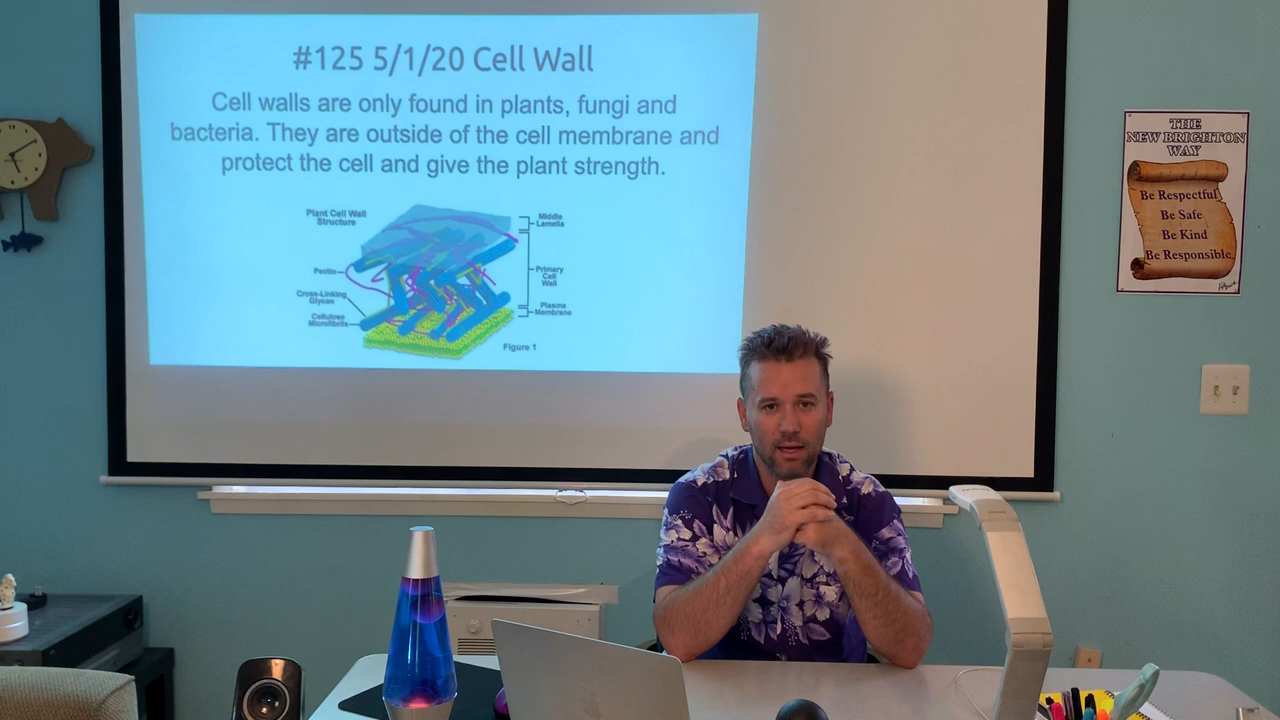 #125 5/1/20 Cell Wall
Cell walls are only found in plants, fungi and
bacteria. They are outside of the cell membrane and
protect the cell and give the plant strength.
Plant Cell Wall
Structure
Middle
Lamella
Pectin
Primary
Cell
Wall
Cross-Linking
Glycan
Cellulose
Microfibrils
Plasma
Membrane
Figure 1
THE
NEW BRIGHTON
WAY
Be Respectful
Be Safe
Be Kind
Be Responsible